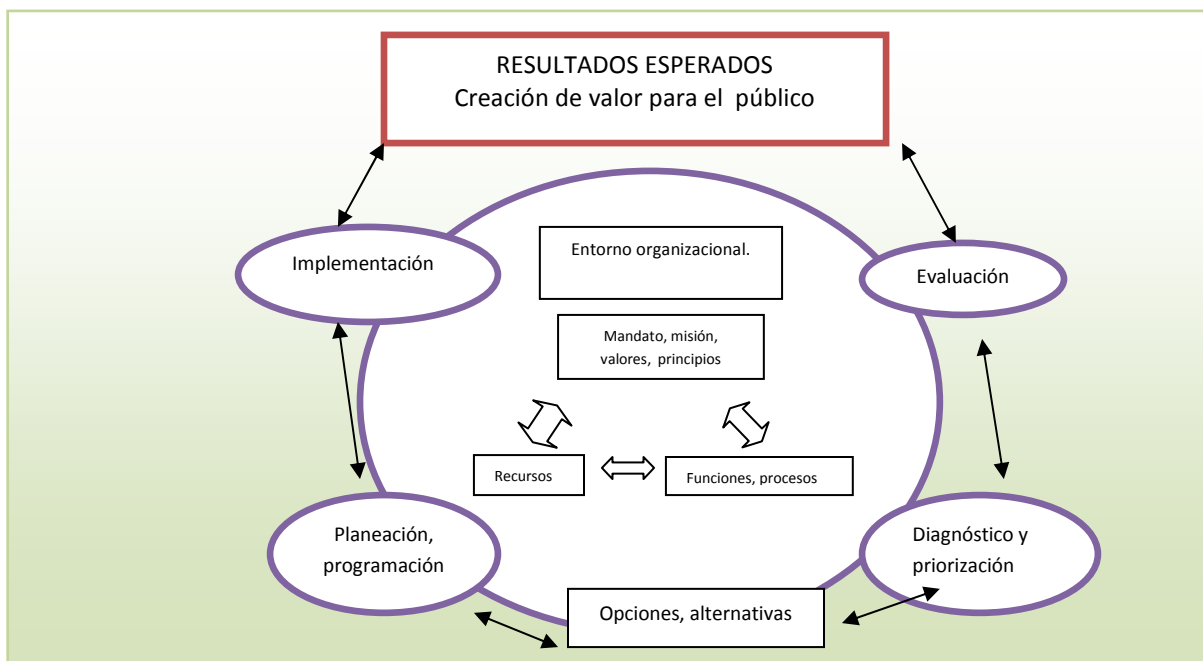 RESULTADOS ESPERADOS
Creación de valor para el público
Implementación
Entorno organizacional.
Evaluación
Mandato, misión,
valores, principios
Recursos
Funciones, procesos
Planeación,
programación
Diagnóstico y
priorización
Opciones, alternativas